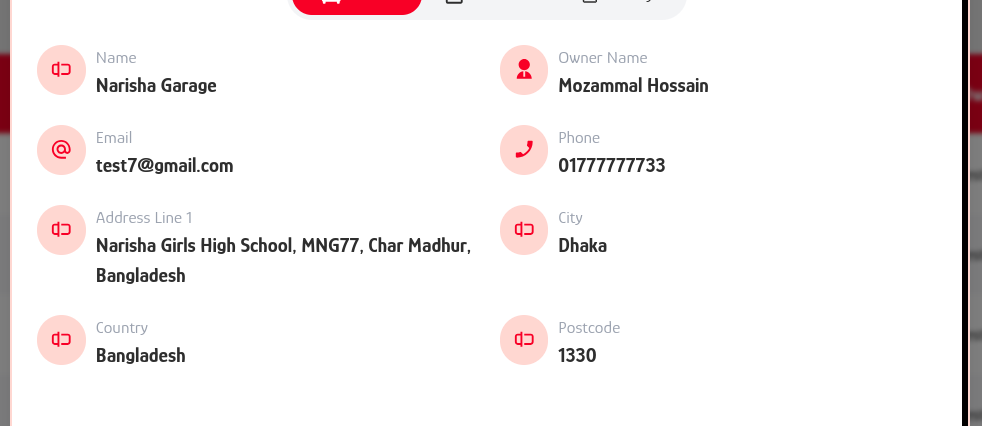 Name
Narisha Garage
Owner Name
Mozammal Hossain
Email
test7@gmail.com
Phone
01777777733
Address Line 1
Narisha Girls High School, MNG77, Char Madhur,
Bangladesh
City
Dhaka
Country
Bangladesh
Postcode
1330